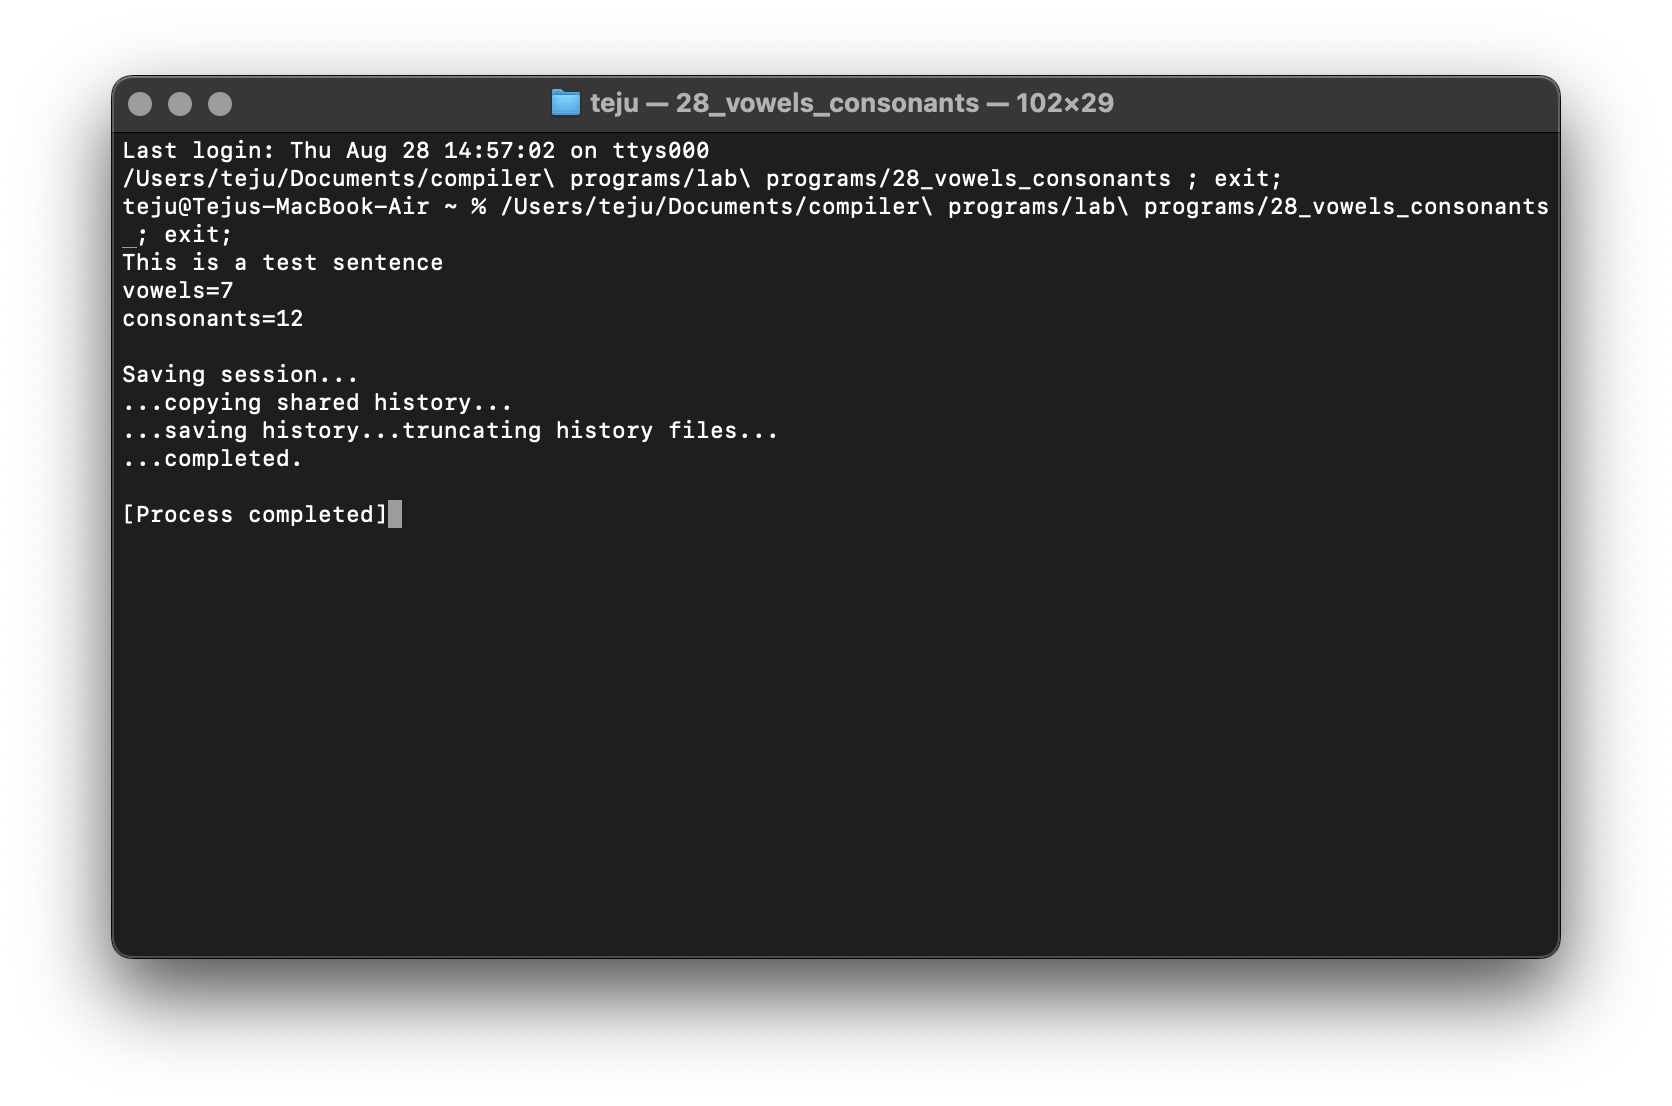 teju — 28_vowels_consonants — 102×29
Last login: Thu Aug 28 14:57:02 on ttys000
/Users/teju/Documents/compiler\ programs/lab\ programs/28_vowels_consonants ; exit;
teju@Tejus-MacBook-Air ~ % /Users/teju/Documents/compiler\ programs/lab\ programs/28_vowels_consonants
_; exit;
This is a test sentence
vowels=7
consonants=12
Saving session...
...copying shared history...
...saving history...truncating history files...
...completed.
[Process completed]